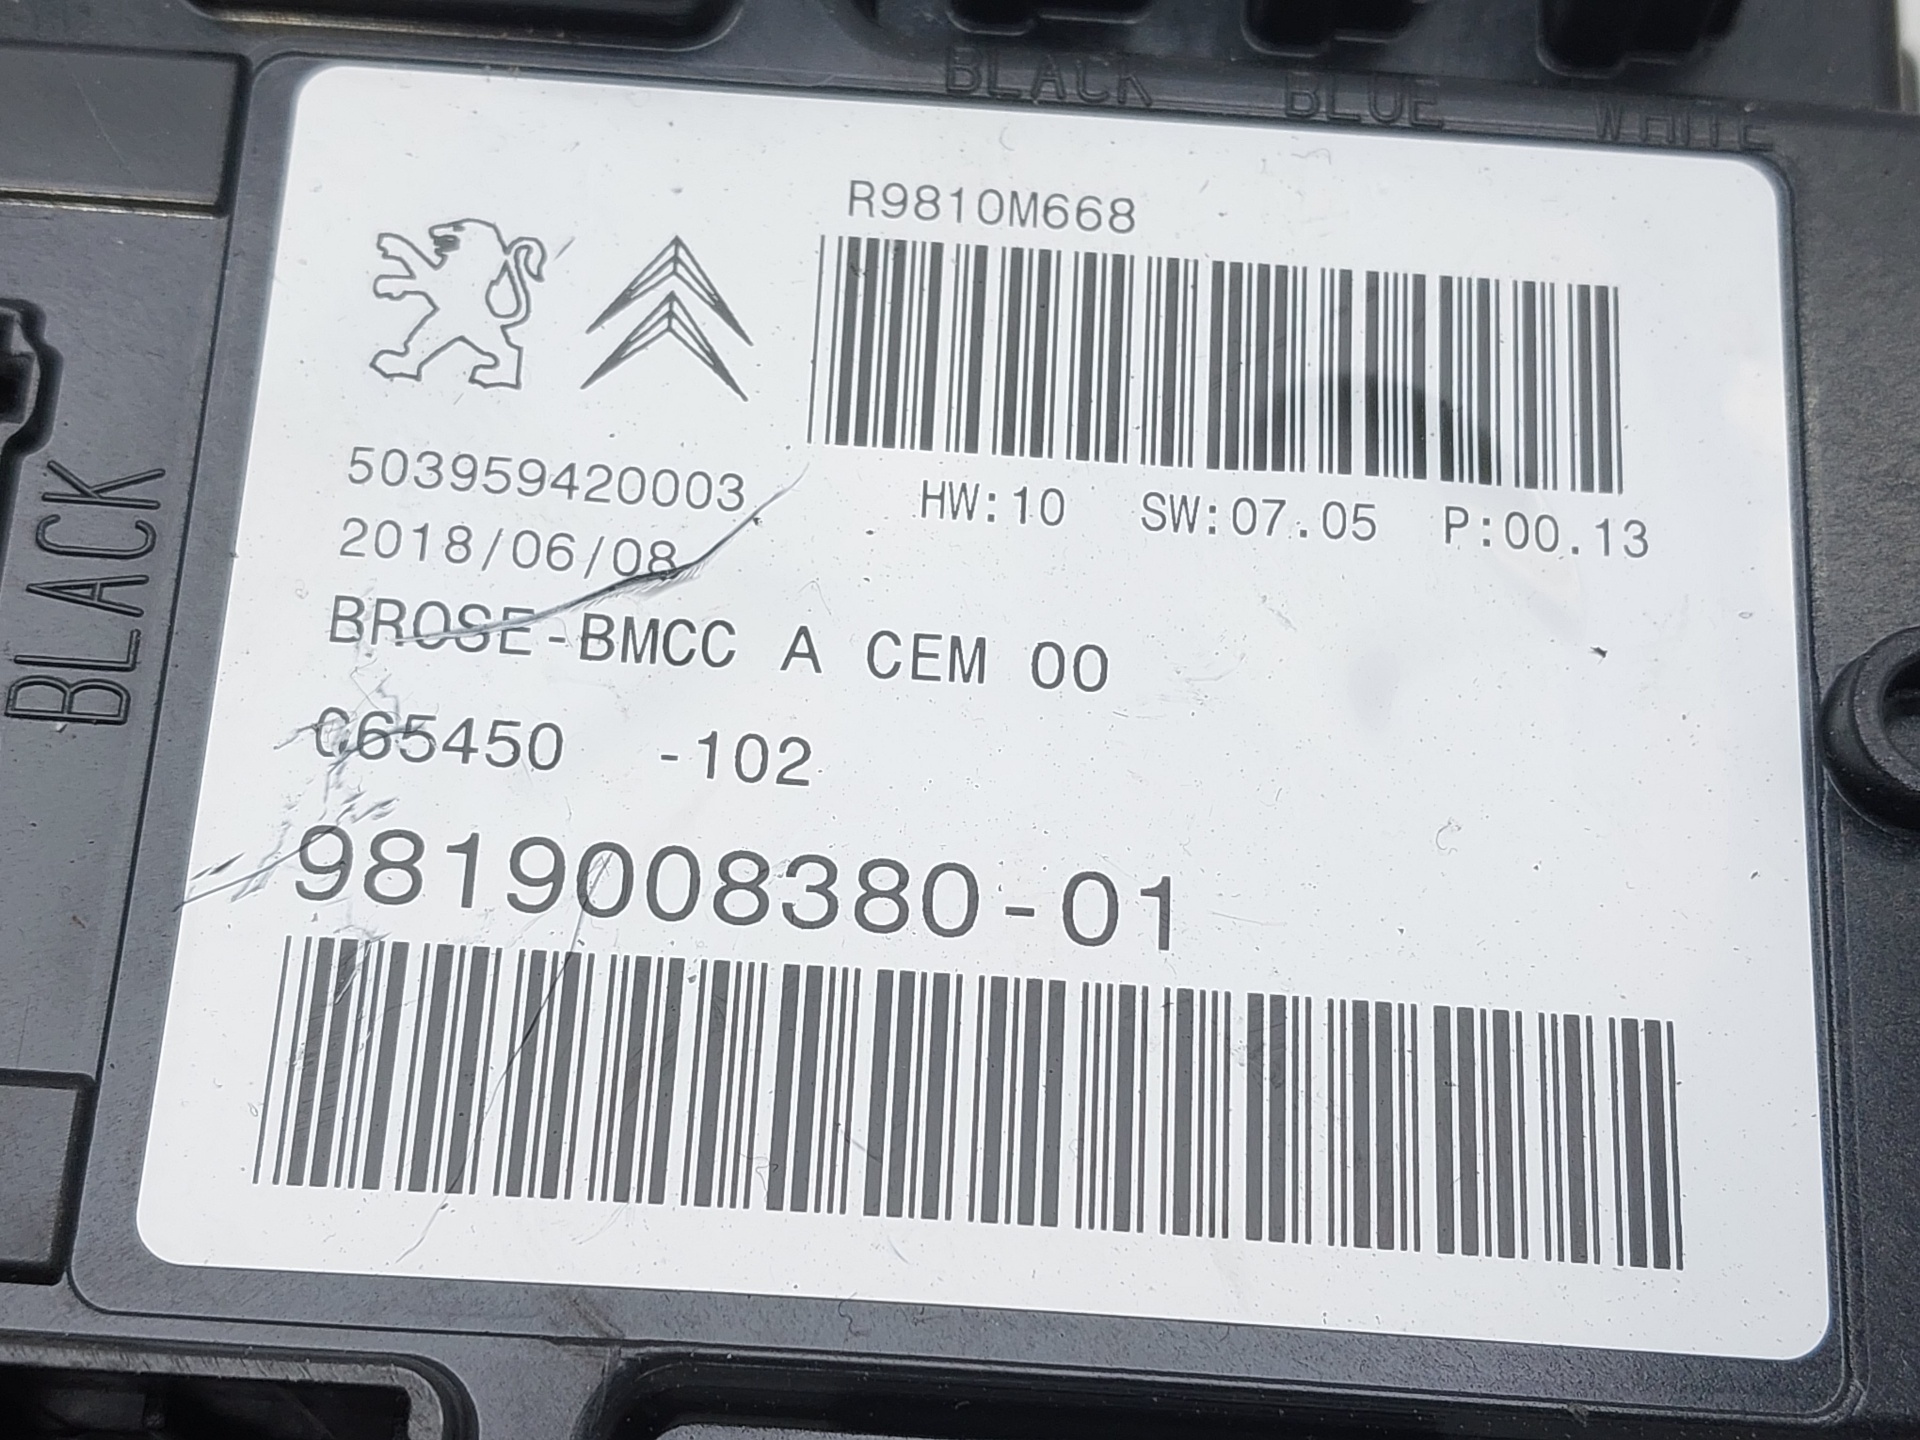 BLACK BLUE WHITE
R9810M668
HW:10 SW:07.05 P:00.13
503959420003
2018/06/08
BROSE-BMCC A CEM 00
C65450 -102
9819008380-01
BLACK